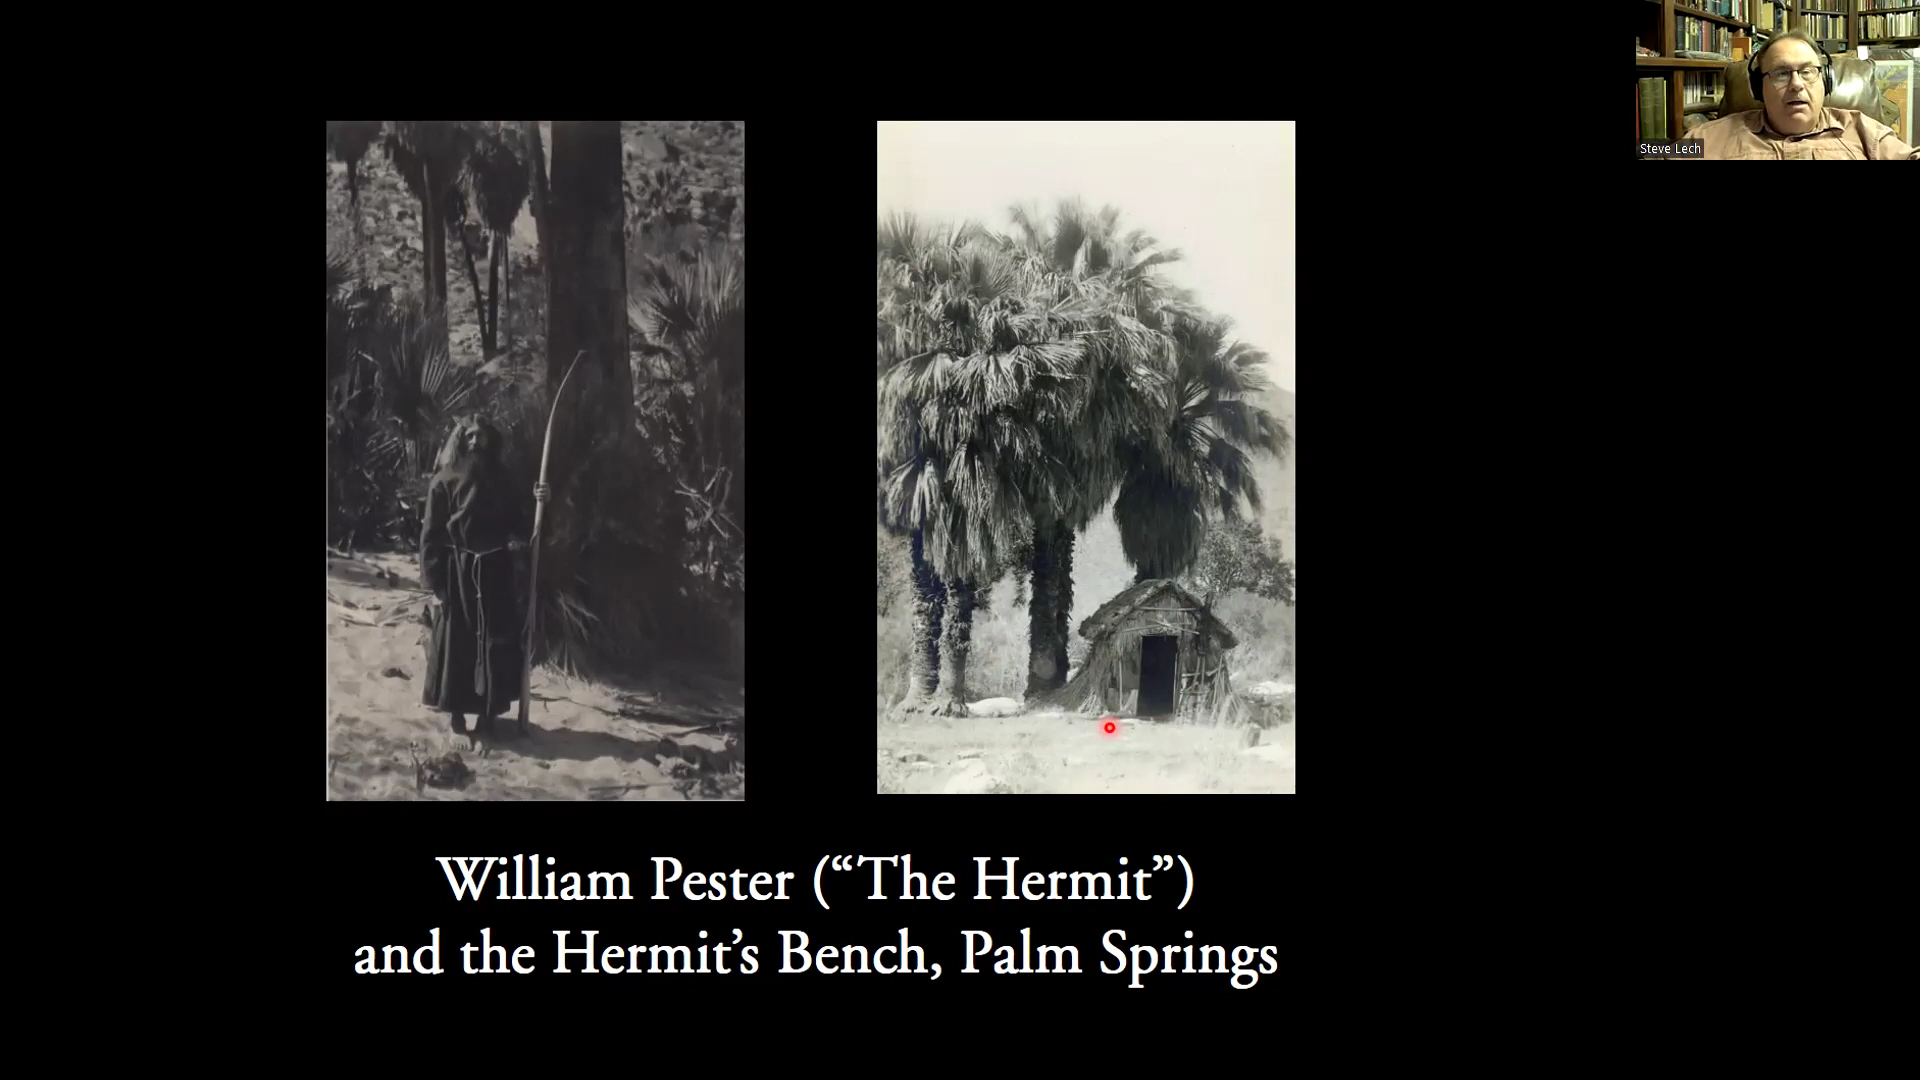 Steve Lech
William Pester (“The Hermit”)
and the Hermit’s Bench, Palm Springs